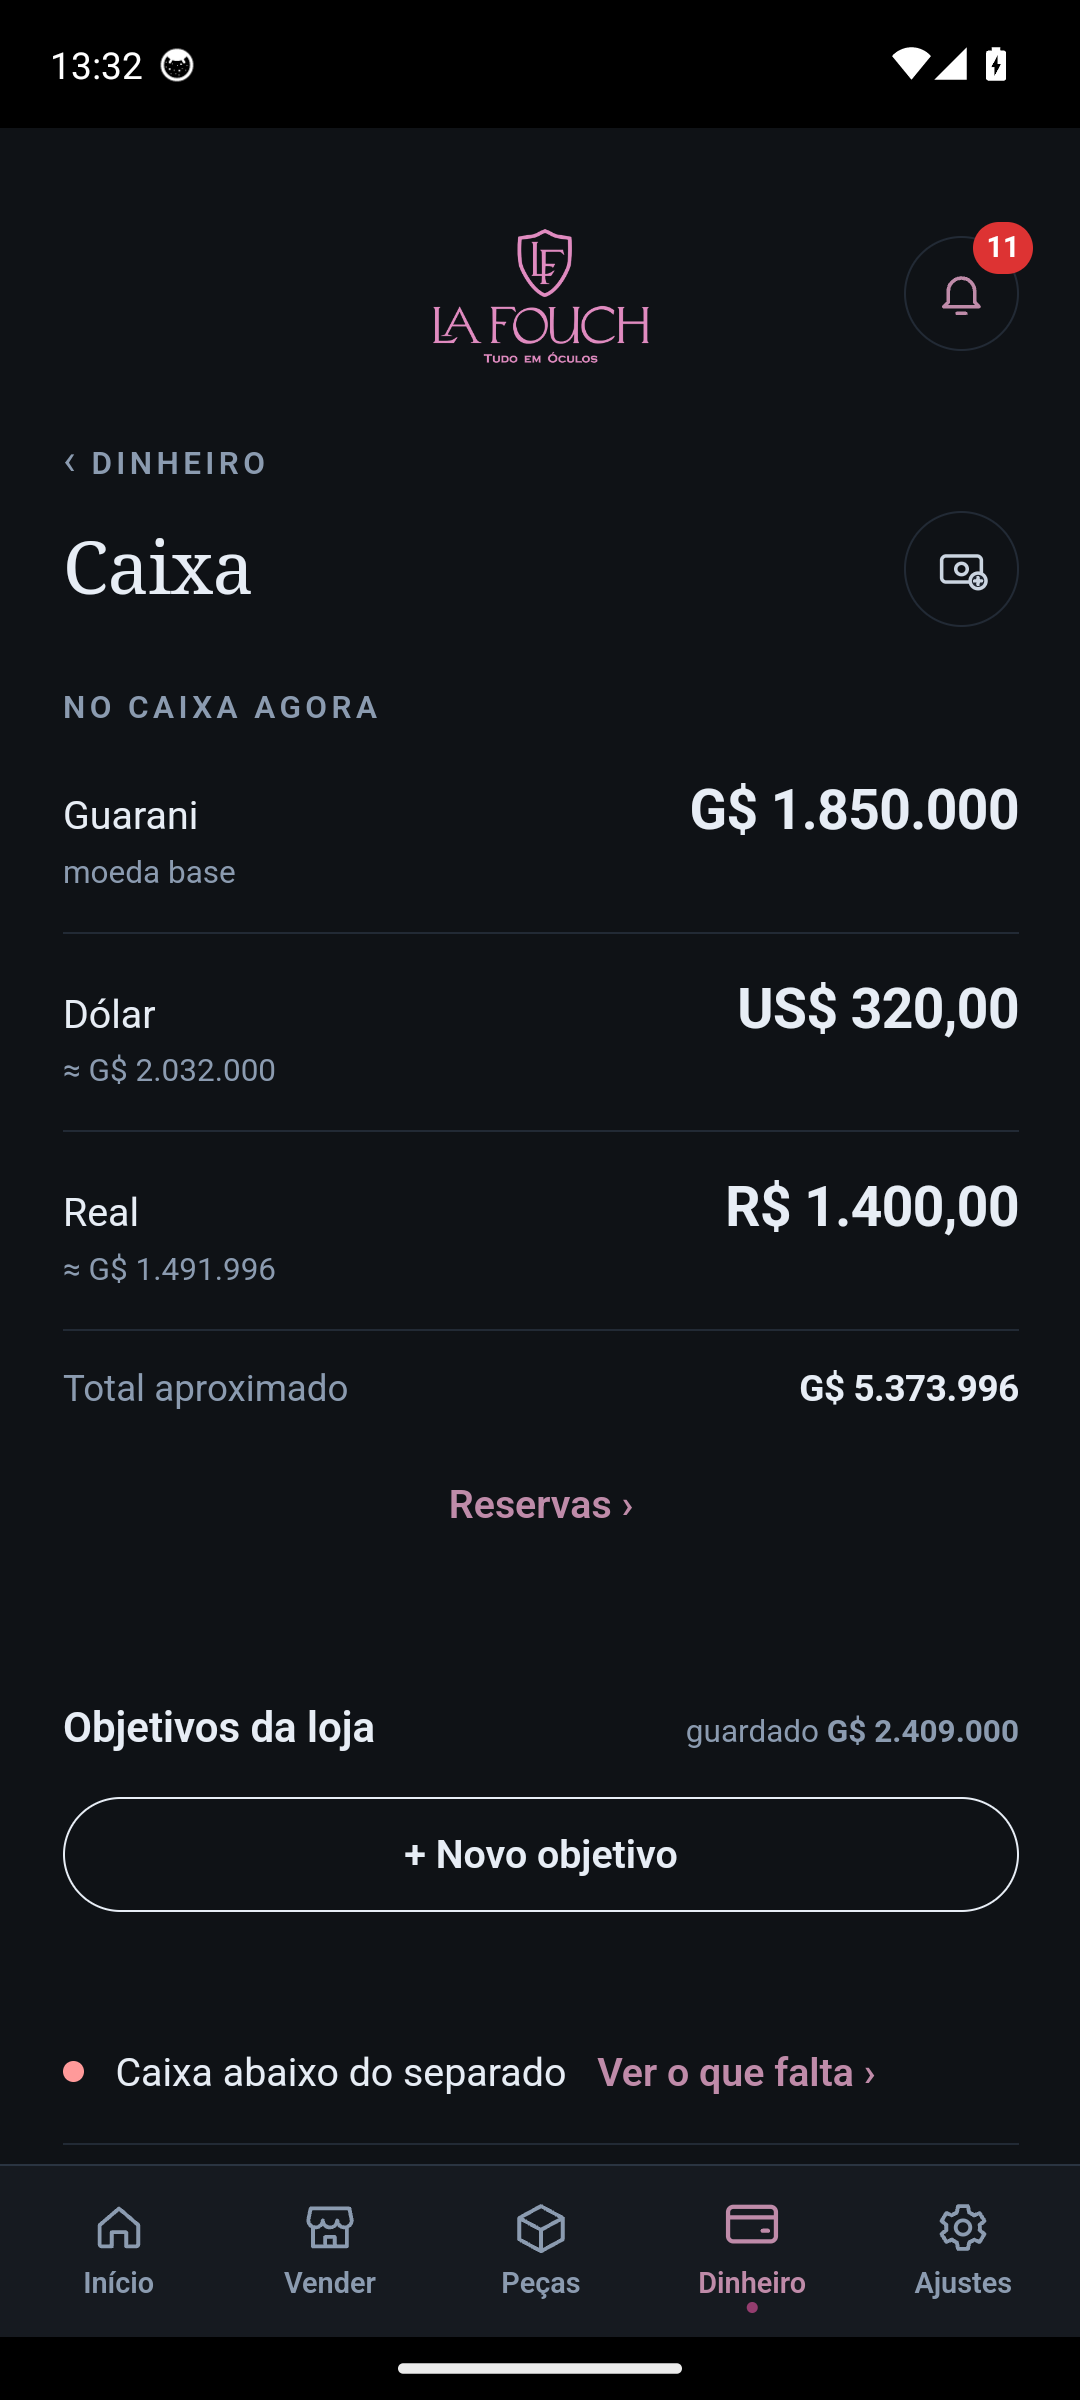 13:32
11
LF
LA FOUCH
TUDO EM ÓCULOS
‹ DINHEIRO
Caixa
NO CAIXA AGORA
Guarani G$ 1.850.000
moeda base
Dólar US$ 320,00
≈ G$ 2.032.000
Real R$ 1.400,00
≈ G$ 1.491.996
Total aproximado G$ 5.373.996
Reservas ›
Objetivos da loja guardado G$ 2.409.000
+ Novo objetivo
Caixa abaixo do separado Ver o que falta ›
Início Vender Peças Dinheiro Ajustes